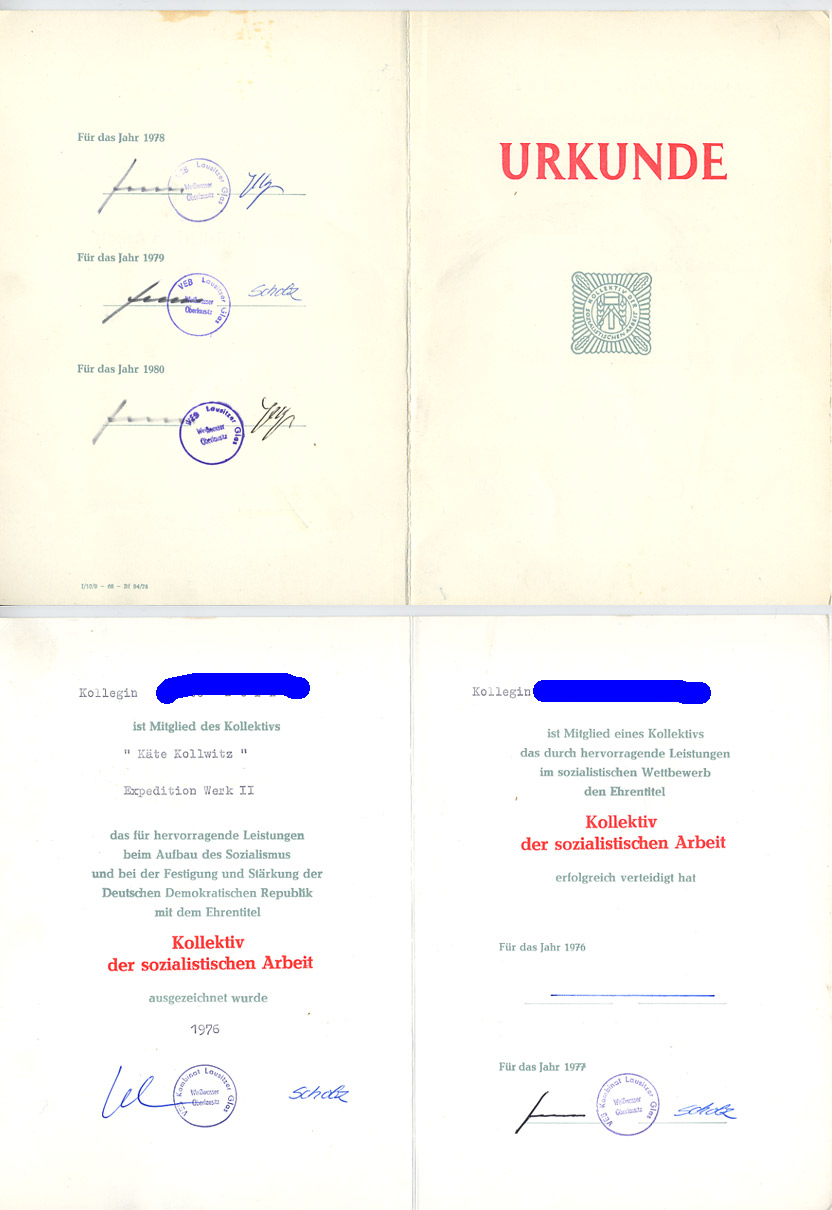 Für das Jahr 1978
VEB Lausitzer Glas
Weißwasser
Oberlausitz
Für das Jahr 1979
VEB Lausitzer Glas
Weißwasser
Oberlausitz
Scholz
Für das Jahr 1980
VEB Lausitzer Glas
Weißwasser
Oberlausitz
URKUNDE
KOLLEKTIV DER
SOZIALISTISCHEN ARBEIT
Kollegin
ist Mitglied des Kollektivs
" Käte Kollwitz "
Expedition Werk II
das für hervorragende Leistungen
beim Aufbau des Sozialismus
und bei der Festigung und Stärkung der
Deutschen Demokratischen Republik
mit dem Ehrentitel
Kollektiv
der sozialistischen Arbeit
ausgezeichnet wurde
1976
VEB Kombinat Lausitzer Glas
Weißwasser
Oberlausitz
Scholz
Kollegin
ist Mitglied eines Kollektivs
das durch hervorragende Leistungen
im sozialistischen Wettbewerb
den Ehrentitel
Kollektiv
der sozialistischen Arbeit
erfolgreich verteidigt hat
Für das Jahr 1976
Für das Jahr 1977
VEB Kombinat Lausitzer Glas
Weißwasser
Oberlausitz
Scholz